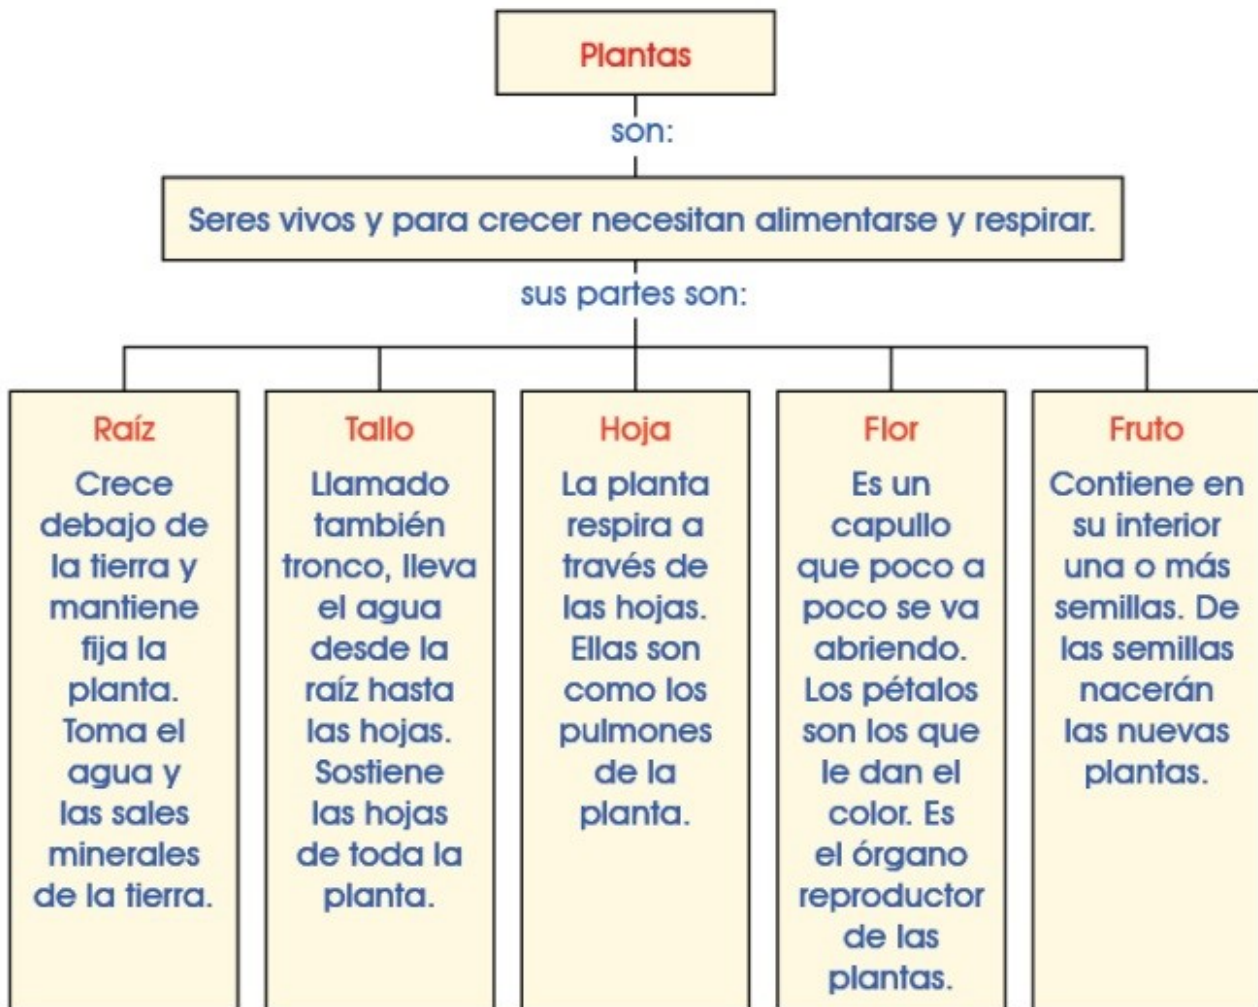 Plantas
son:
Seres vivos y para crecer necesitan alimentarse y respirar.
sus partes son:
Raíz
Crece
debajo de
la tierra y
mantiene
fija la
planta.
Toma el
agua y
las sales
minerales
de la tierra.
Tallo
Llamado
también
tronco, lleva
el agua
desde la
raíz hasta
las hojas.
Sostiene
las hojas
de toda la
planta.
Hoja
La planta
respira a
través de
las hojas.
Ellas son
como los
pulmones
de la
planta.
Flor
Es un
capullo
que poco a
poco se va
abriendo.
Los pétalos
son los que
le dan el
color. Es
el órgano
reproductor
de las
plantas.
Fruto
Contiene en
su interior
una o más
semillas. De
las semillas
nacerán
las nuevas
plantas.